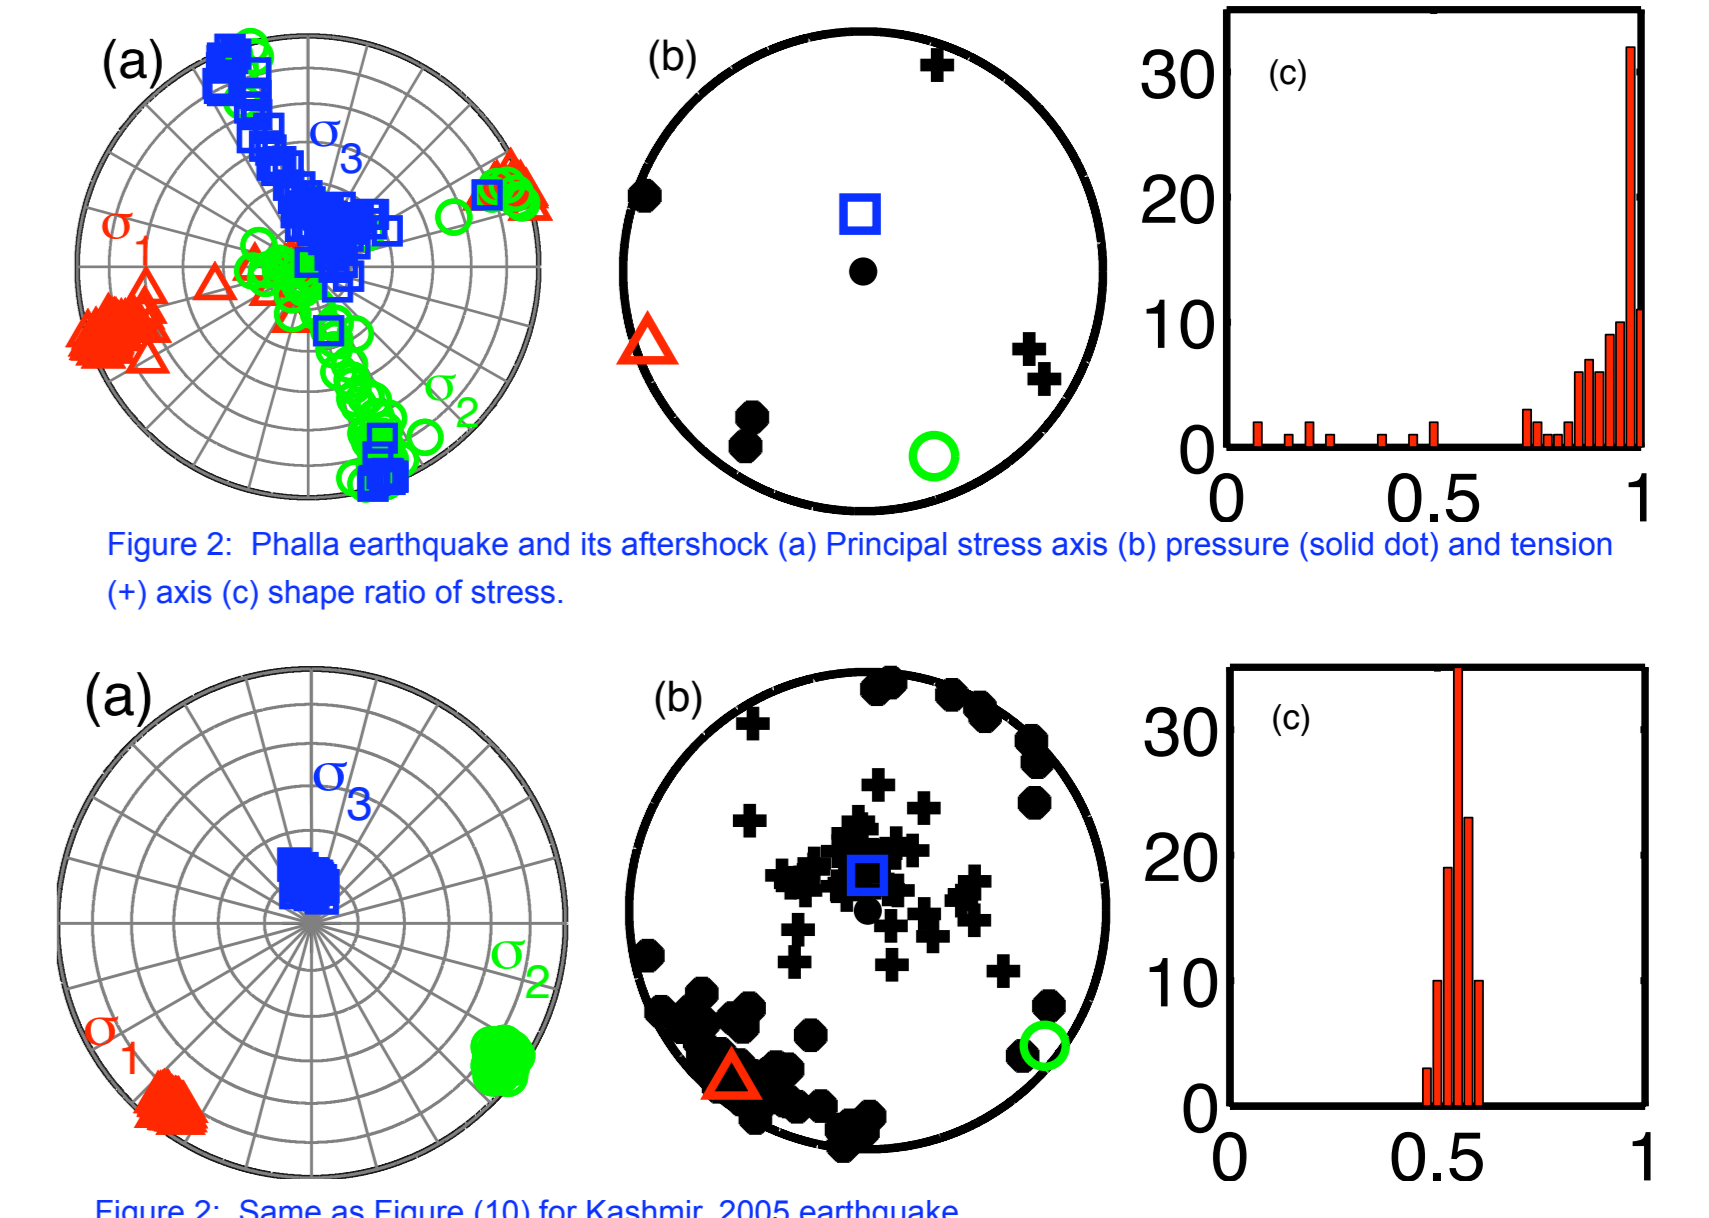 (a)
σ3
σ1
σ2
(b)
(c)
30
20
10
0
0 0.5 1
Figure 2: Phalla earthquake and its aftershock (a) Principal stress axis (b) pressure (solid dot) and tension
(+) axis (c) shape ratio of stress.
(a)
σ3
σ2
σ1
(b)
(c)
30
20
10
0
0 0.5 1
Figure 2: Same as Figure (10) for Kashmir, 2005 earthquake